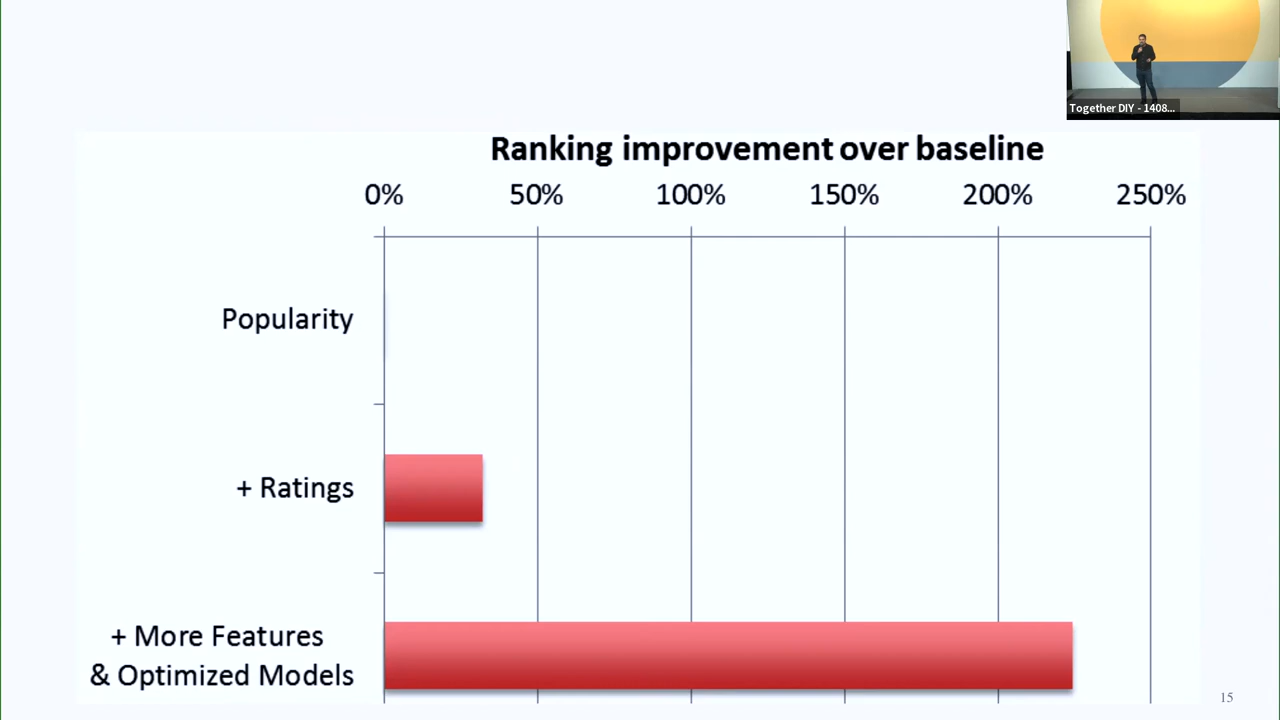 Together DIY - 1408...
Ranking improvement over baseline
0% 50% 100% 150% 200% 250%
Popularity
+ Ratings
+ More Features
& Optimized Models
15